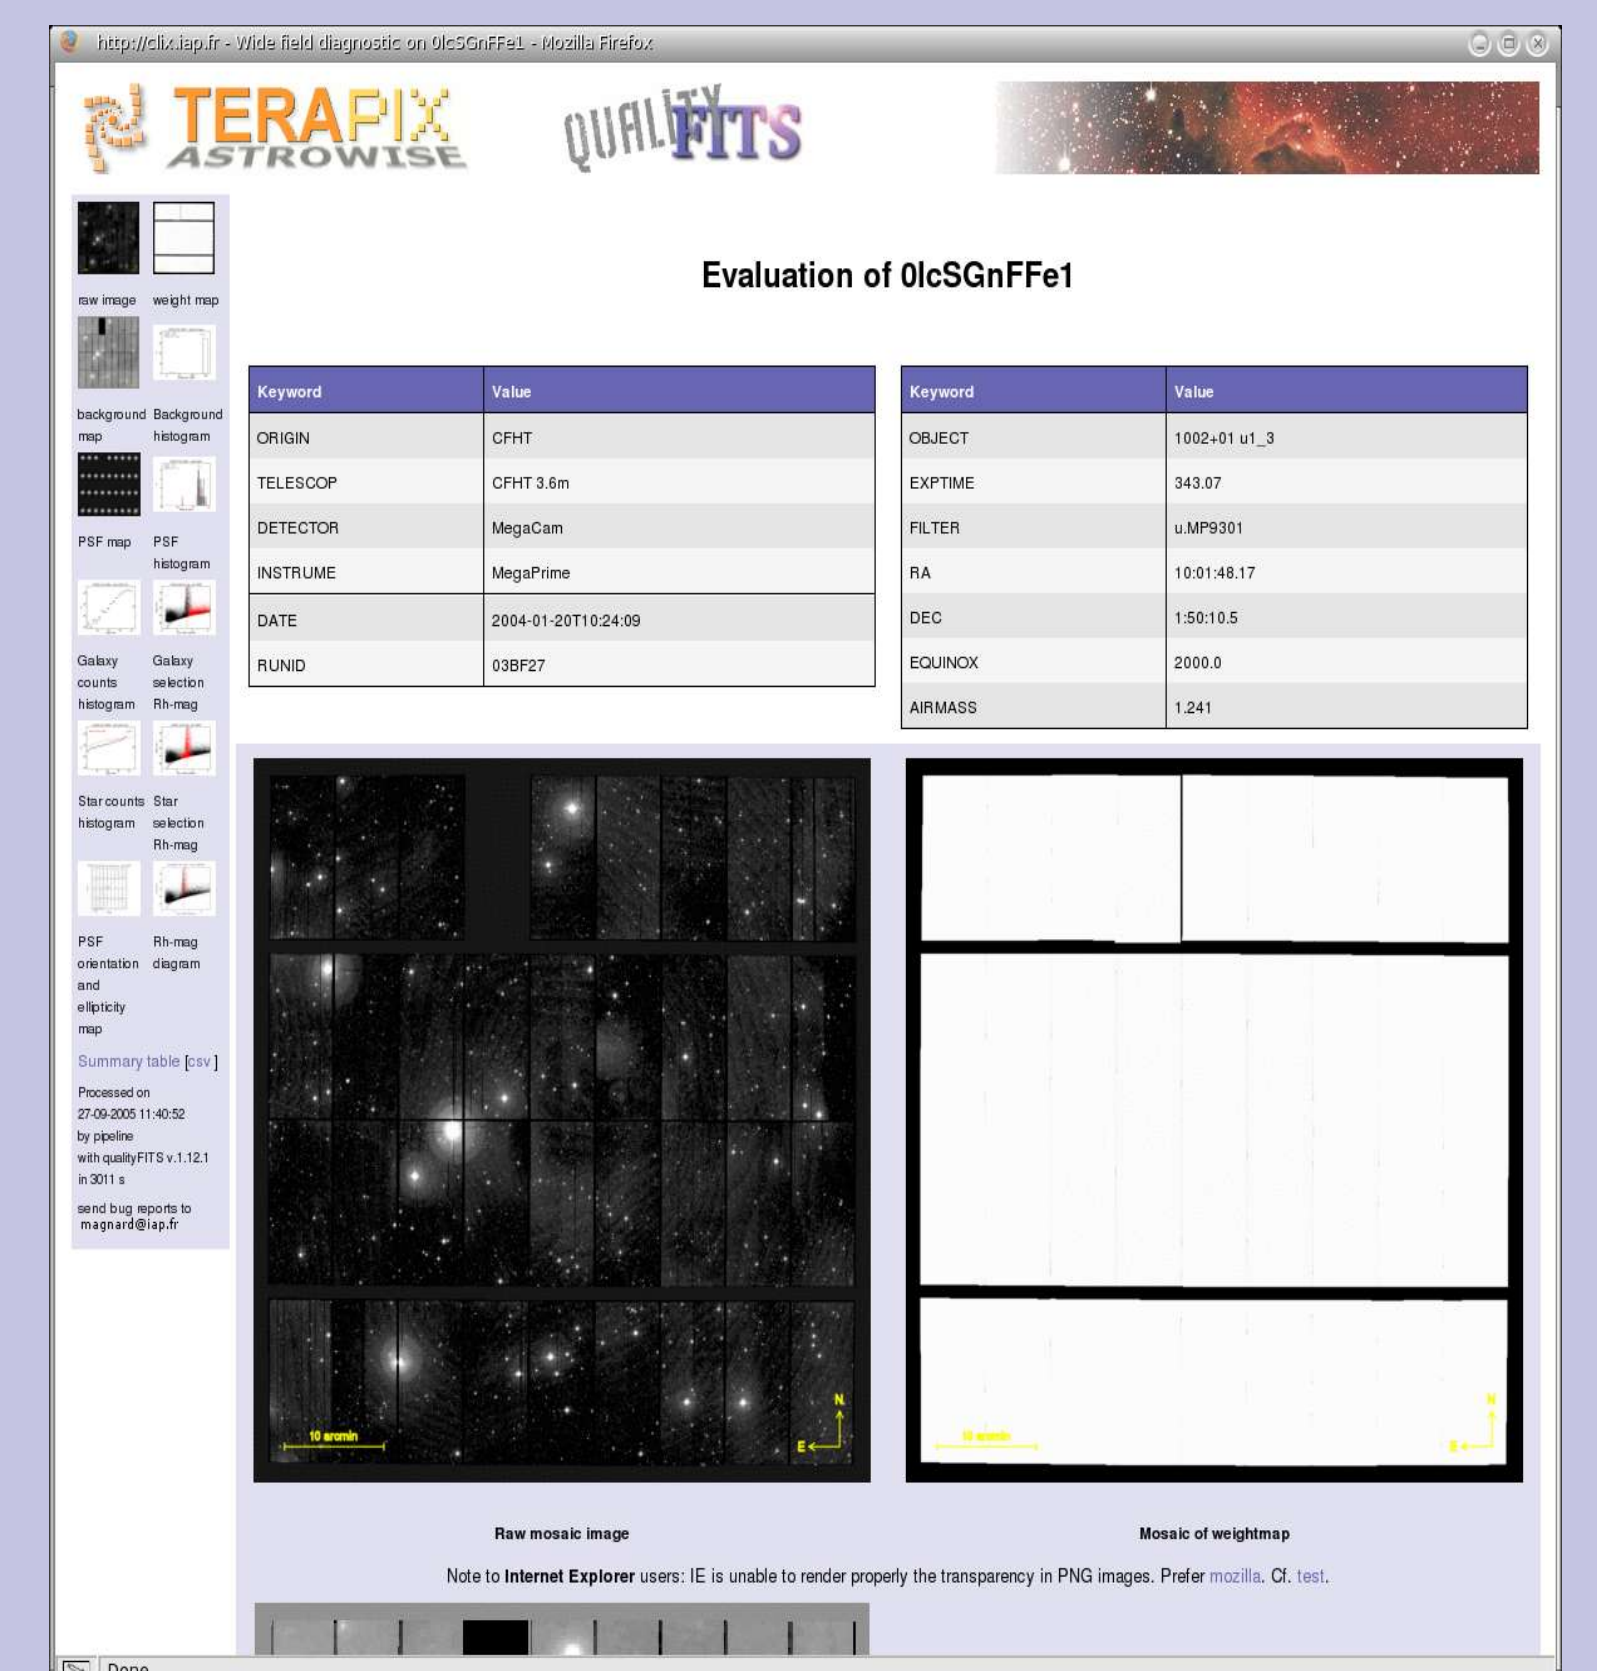 http://clix.iap.fr - Wide field diagnostic on 0lcSGnFFe1 - Mozilla Firefox
TERAPIX
ASTROWISE
QUALITY
FITS
raw image
weight map
background map
Background histogram
PSF map
PSF histogram
Galaxy counts histogram
Galaxy selection Rh-mag
Star counts histogram
Star selection Rh-mag
PSF orientation and ellipticity map
Rh-mag diagram
Summary table [csv]
Processed on
27-09-2005 11:40:52
by pipeline
with qualityFITS v.1.12.1
in 3011 s
send bug reports to
magnard@iap.fr
Evaluation of 0lcSGnFFe1
Keyword Value
ORIGIN CFHT
TELESCOP CFHT 3.6m
DETECTOR MegaCam
INSTRUME MegaPrime
DATE 2004-01-20T10:24:09
RUNID 03BF27
Keyword Value
OBJECT 1002+01 u1_3
EXPTIME 343.07
FILTER u.MP9301
RA 10:01:48.17
DEC 1:50:10.5
EQUINOX 2000.0
AIRMASS 1.241
N
10 arcmin
E
N
10 arcmin
E
Raw mosaic image
Mosaic of weightmap
Note to Internet Explorer users: IE is unable to render properly the transparency in PNG images. Prefer mozilla. Cf. test.
Done